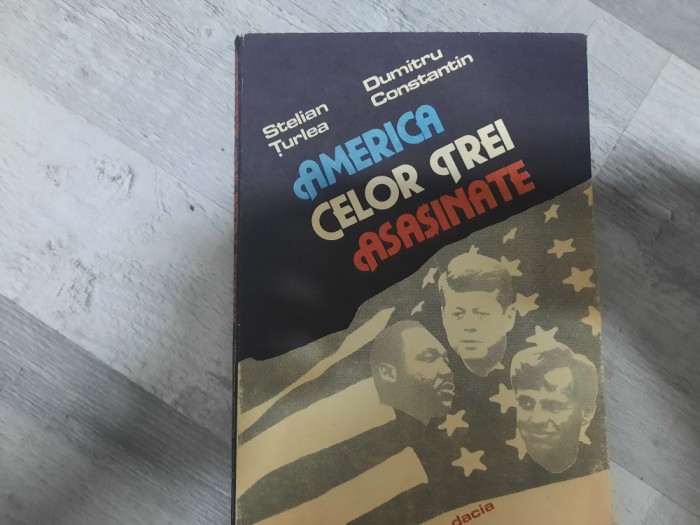 Stelian
Țurlea
Dumitru
Constantin
AMERICA
CELOR TREI
ASASINATE
dacia